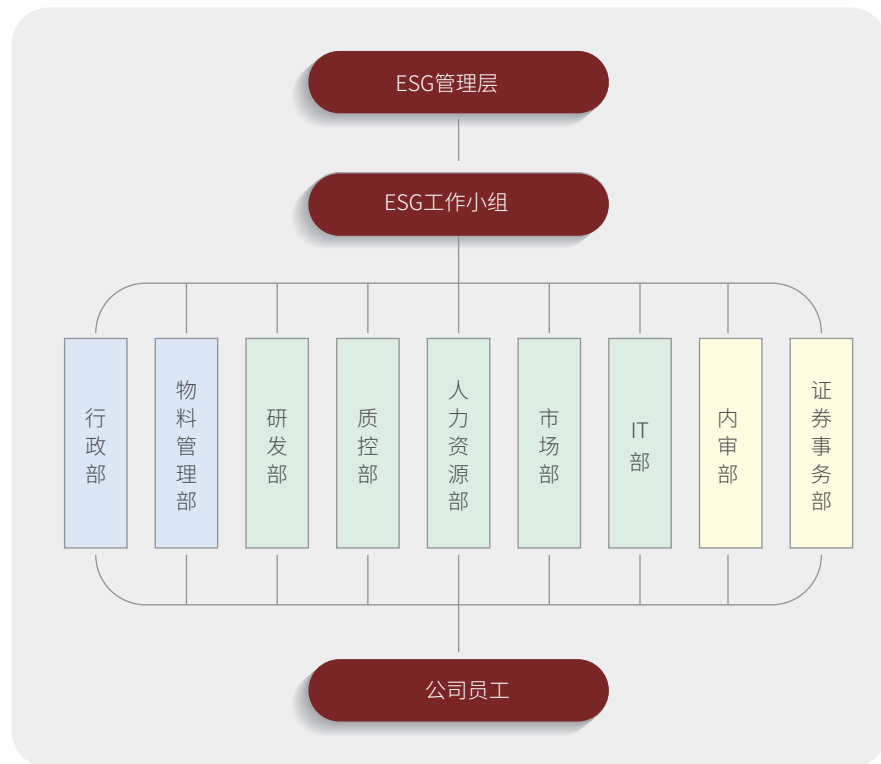 ESG管理层
ESG工作小组
行政部
物料管理部
研发部
质控部
人力资源部
市场部
IT部
内审部
证券事务部
公司员工